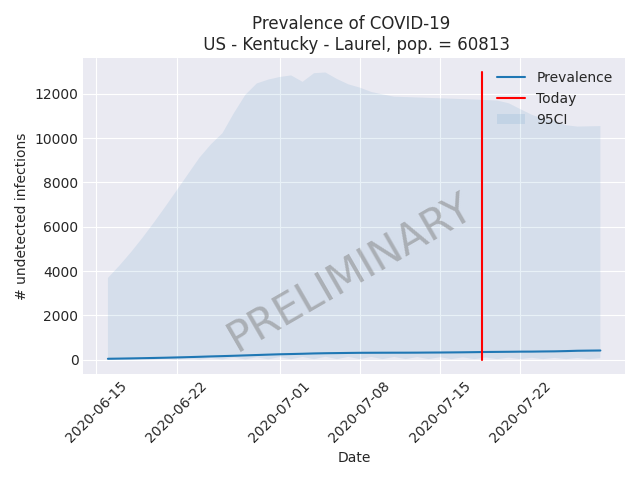 Prevalence of COVID-19
US - Kentucky - Laurel, pop. = 60813
Prevalence
Today
95CI
12000
10000
8000
6000
4000
2000
0
# undetected infections
PRELIMINARY
2020-06-15
2020-06-22
2020-07-01
2020-07-08
2020-07-15
2020-07-22
Date